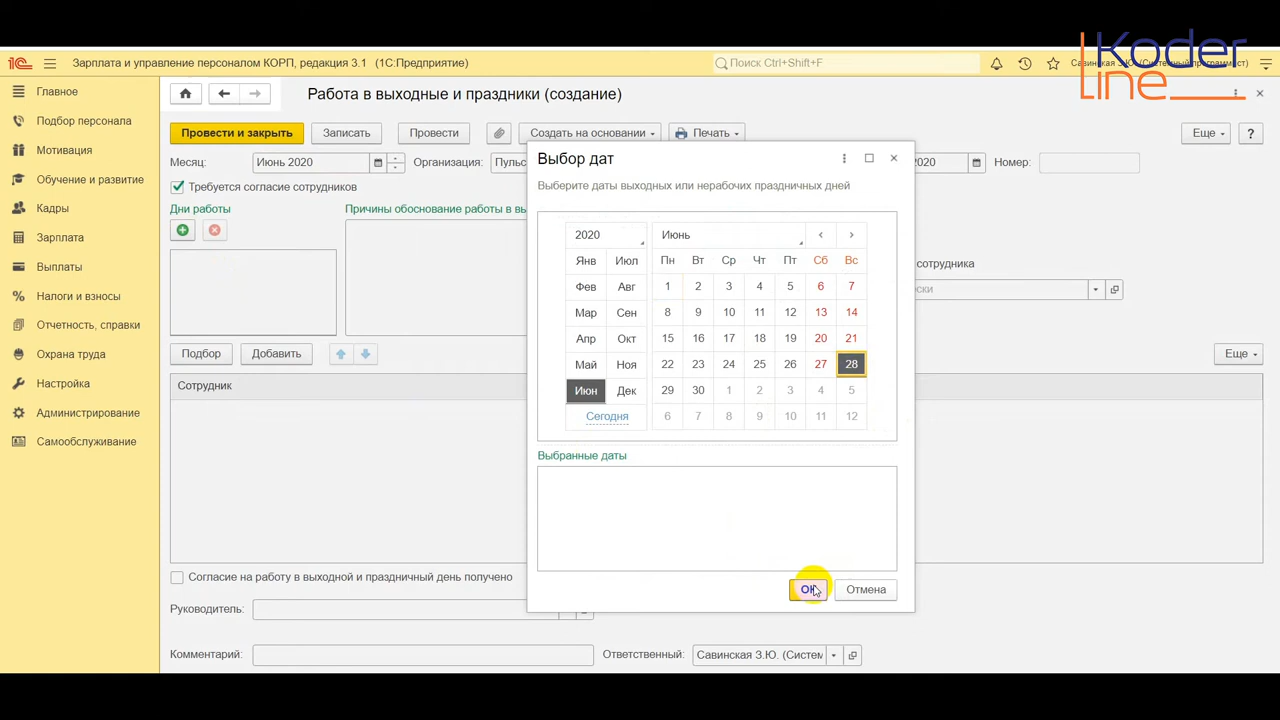 Koder
Line
1С Зарплата и управление персоналом КОРП, редакция 3.1 (1С:Предприятие)
Поиск Ctrl+Shift+F
Савинская З.Ю. (Систем
Главное
Подбор персонала
Мотивация
Обучение и развитие
Кадры
Зарплата
Выплаты
Налоги и взносы
Отчетность, справки
Охрана труда
Настройка
Администрирование
Самообслуживание
Работа в выходные и праздники (создание)
Провести и закрыть Записать Провести Создать на основании Печать Еще ?
Месяц: Июнь 2020 Организация: Пульс 2020 Номер:
Требуется согласие сотрудников
Дни работы Причины обоснование работы в вы
сотрудника
ски
Подбор Добавить Еще
Сотрудник
Согласие на работу в выходной и праздничный день получено
Руководитель:
Комментарий: Ответственный: Савинская З.Ю. (Систем
Выбор дат
Выберите даты выходных или нерабочих праздничных дней
2020 Июнь
Янв Июл Пн Вт Ср Чт Пт Сб Вс
Фев Авг 1 2 3 4 5 6 7
Мар Сен 8 9 10 11 12 13 14
Апр Окт 15 16 17 18 19 20 21
Май Ноя 22 23 24 25 26 27 28
Июн Дек 29 30 1 2 3 4 5
Сегодня 6 7 8 9 10 11 12
Выбранные даты
ОК Отмена